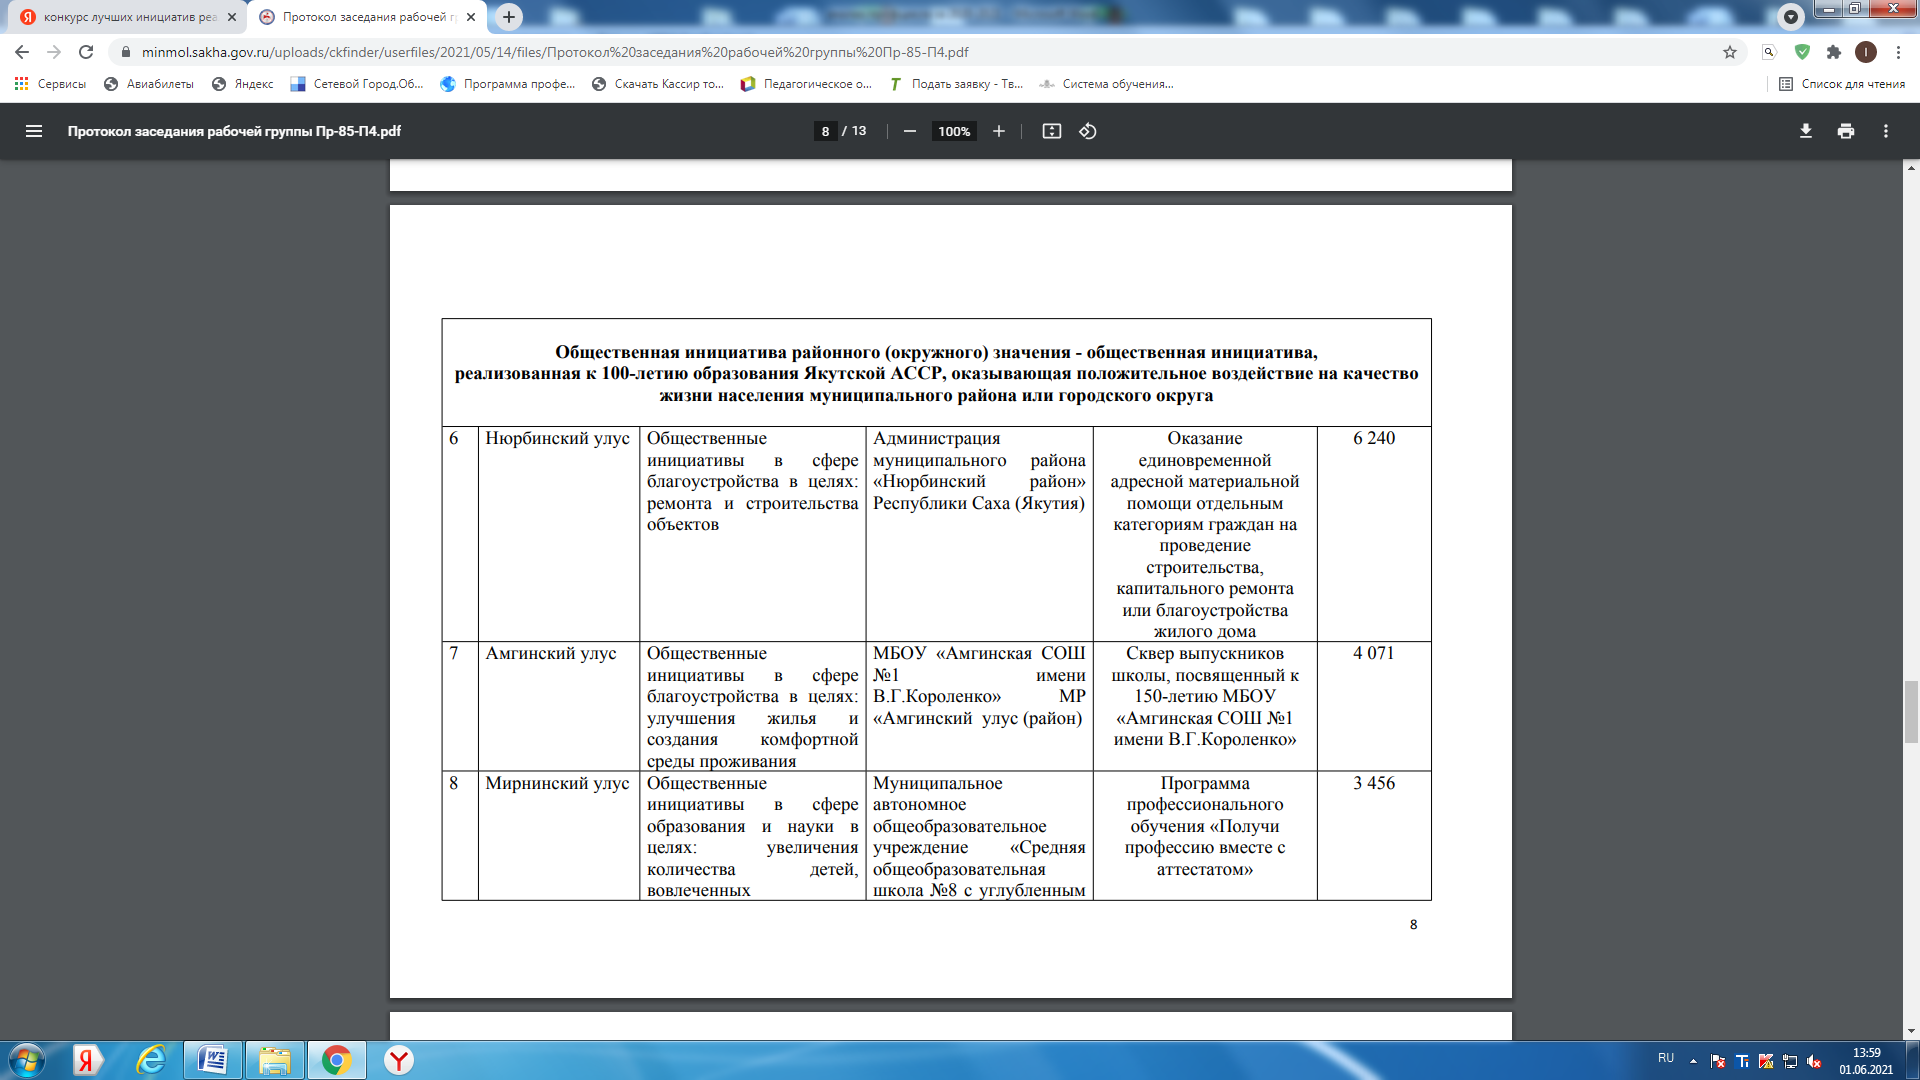 конкурс лучших инициатив реа
Протокол заседания рабочей гр
minmol.sakha.gov.ru/uploads/ckfinder/userfiles/2021/05/14/files/Протокол%20заседания%20рабочей%20группы%20Пр-85-П4.pdf
Сервисы Авиабилеты Яндекс Сетевой Город.Об... Программа профе... Скачать Кассир то... Педагогическое о... Подать заявку - Тв... Система обучения... Список для чтения
Протокол заседания рабочей группы Пр-85-П4.pdf 8 / 13 100%
Общественная инициатива районного (окружного) значения - общественная инициатива,
реализованная к 100-летию образования Якутской АССР, оказывающая положительное воздействие на качество
жизни населения муниципального района или городского округа
6
Нюрбинский улус
Общественные
инициативы в сфере
благоустройства в целях:
ремонта и строительства
объектов
Администрация
муниципального района
«Нюрбинский район»
Республики Саха (Якутия)
Оказание
единовременной
адресной материальной
помощи отдельным
категориям граждан на
проведение
строительства,
капитального ремонта
или благоустройства
жилого дома
6 240
7
Амгинский улус
Общественные
инициативы в сфере
благоустройства в целях:
улучшения жилья и
создания комфортной
среды проживания
МБОУ «Амгинская СОШ
№1 имени
В.Г.Короленко» МР
«Амгинский улус (район)
Сквер выпускников
школы, посвященный к
150-летию МБОУ
«Амгинская СОШ №1
имени В.Г.Короленко»
4 071
8
Мирнинский улус
Общественные
инициативы в сфере
образования и науки в
целях: увеличения
количества детей,
вовлеченных
Муниципальное
автономное
общеобразовательное
учреждение «Средняя
общеобразовательная
школа №8 с углубленным
Программа
профессионального
обучения «Получи
профессию вместе с
аттестатом»
3 456
8
RU
13:59
01.06.2021